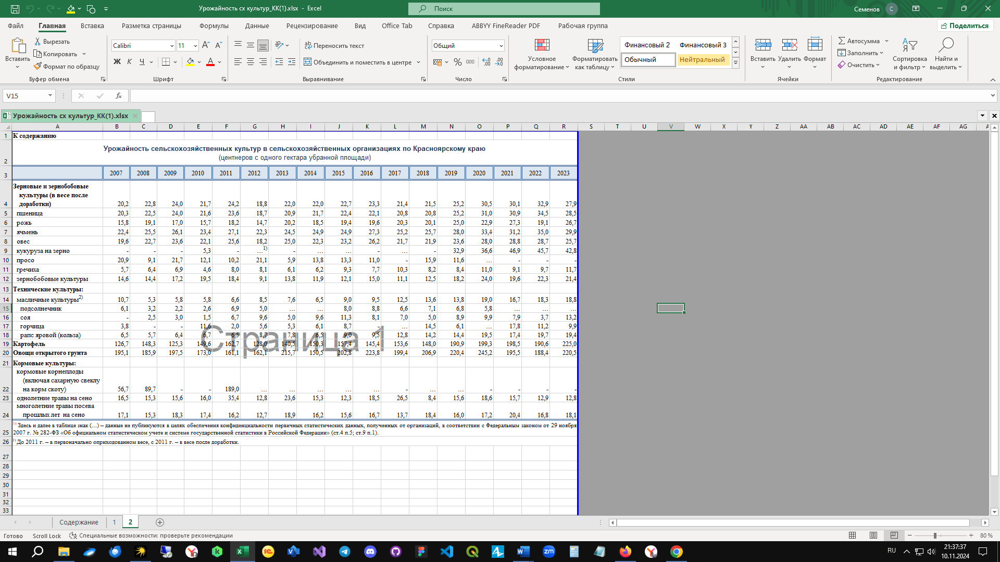 Урожайность сх культур_КК(1).xlsx - Excel
Поиск
Семенов С
Файл Главная Вставка Разметка страницы Формулы Данные Рецензирование Вид Office Tab Справка ABBYY FineReader PDF Рабочая группа Поделиться
Вставить Вырезать Копировать Формат по образцу Буфер обмена
Calibri 11 Ж К Ч Шрифт
Переносить текст Объединить и поместить в центре Выравнивание
Общий % 000 Число
Условное форматирование Форматировать как таблицу Финансовый 2 Финансовый 3 Обычный Нейтральный Стили
Вставить Удалить Формат Ячейки
Автосумма Заполнить Очистить Сортировка и фильтр Найти и выделить Редактирование
V15 fx
Урожайность сх культур_КК(1).xlsx
A B C D E F G H I J K L M N O P Q R S T U V W X Y Z AA AB AC AD AE AF AG
1 К содержанию
Урожайность сельскохозяйственных культур в сельскохозяйственных организациях по Красноярскому краю
2 (центнеров с одного гектара убранной площади)
3 2007 2008 2009 2010 2011 2012 2013 2014 2015 2016 2017 2018 2019 2020 2021 2022 2023
Зерновые и зернобобовые
культуры (в весе после
4 доработки) 20,2 22,8 24,0 21,7 24,2 18,8 22,0 22,0 22,7 23,3 21,4 21,5 25,2 30,5 30,1 32,9 27,9
5 пшеница 20,3 22,5 24,0 21,6 23,6 18,7 20,9 21,7 22,4 22,1 20,8 20,8 25,2 31,0 30,9 34,5 28,5
6 рожь 15,8 19,1 17,0 15,7 18,2 14,7 20,2 18,5 19,4 19,6 20,3 20,1 25,0 22,9 27,3 19,1 26,7
7 ячмень 22,4 25,5 26,1 23,4 27,1 22,3 24,5 24,9 24,9 27,3 25,2 25,7 28,0 33,4 31,2 35,0 29,9
8 овес 19,6 22,7 23,6 22,1 25,6 18,2 25,0 22,3 23,2 26,2 21,7 21,9 23,6 28,0 28,8 28,7 25,7
9 кукуруза на зерно - - - 5,3 - …1) - … … - … - 32,9 36,6 46,9 45,7 42,8
10 просо 20,9 9,1 21,7 12,1 10,2 21,1 5,9 13,8 13,3 11,0 - 15,9 11,6 … - - -
11 гречиха 5,7 6,4 6,9 4,6 8,0 8,1 6,1 6,2 9,3 7,7 10,3 8,2 8,4 11,0 9,1 9,7 11,7
12 зернобобовые культуры 14,6 14,4 17,2 19,5 18,4 9,1 13,8 11,9 12,1 15,0 11,1 12,5 18,2 24,0 19,6 22,3 21,4
13 Технические культуры:
14 масличные культуры2) 10,7 5,3 5,8 5,8 6,6 8,5 7,6 6,5 9,0 9,5 12,5 13,6 13,8 19,0 16,7 18,3 18,8
15 подсолнечник 6,1 3,2 2,2 2,6 6,9 5,0 … … 8,0 8,8 6,6 7,1 6,8 5,8 … … …
16 соя - 2,5 3,0 1,5 6,7 9,6 5,0 9,6 11,3 8,1 7,0 5,0 8,9 9,9 7,9 3,7 13,2
17 горчица 3,8 - - 11,6 2,0 5,6 5,3 6,1 8,7 - … 14,5 6,1 … 17,8 11,2 9,9
18 рапс яровой (кольза) 6,5 5,7 6,4 6,7 6,5 8,7 7,8 6,5 9,0 9,5 12,8 14,2 14,4 19,5 17,4 19,7 19,4
Страница 1
19 Картофель 126,7 148,3 125,3 149,6 162,7 128,0 140,5 150,3 157,4 145,4 153,6 148,0 190,9 199,3 198,5 190,6 225,0
20 Овощи открытого грунта 195,1 185,9 197,5 173,0 161,1 162,1 215,7 150,5 202,8 223,8 199,4 206,9 220,4 245,2 195,5 188,4 220,5
21 Кормовые культуры:
кормовые корнеплоды
(включая сахарную свеклу
22 на корм скоту) 56,7 89,7 - - 189,0 … … … … … - … … - - - -
23 однолетние травы на сено 16,5 15,3 15,6 16,0 35,4 12,8 23,6 15,3 12,3 18,5 26,5 8,4 15,6 18,6 15,7 12,9 12,8
многолетние травы посева
24 прошлых лет на сено 17,1 15,3 18,3 17,4 16,2 12,7 18,9 16,2 15,6 16,7 13,7 18,4 16,0 17,2 20,4 16,8 18,1
1) Здесь и далее в таблице знак (…) – данные не публикуются в целях обеспечения конфиденциальности первичных статистических данных, полученных от организаций, в соответствии с Федеральным законом от 29 ноября
25 2007 г. № 282-ФЗ «Об официальном статистическом учете и системе государственной статистики в Российской Федерации» (ст.4 п.5; ст.9 п.1).
26 2) До 2011 г. – в первоначально оприходованном весе, с 2011 г. – в весе после доработки.
27
28
29
30
31
32
33
Содержание 1 2
Готово Scroll Lock Специальные возможности: проверьте рекомендации 80 %
RU 21:37:37
10.11.2024